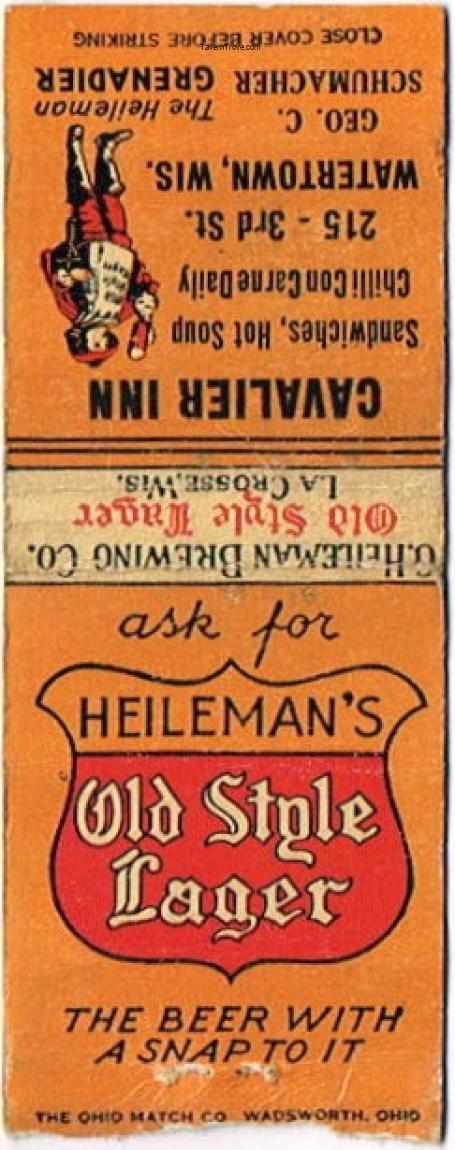 TavernTrove.com
ask for
HEILEMAN'S
Old Style
Lager
THE BEER WITH
A SNAP TO IT
THE OHIO MATCH CO. WADSWORTH, OHIO
G. HEILEMAN BREWING CO.
Old Style Lager
LA CROSSE, WIS.
CAVALIER INN
Sandwiches, Hot Soup
Chilli Con Carne Daily
215 - 3rd St.
WATERTOWN, WIS.
GEO. C.
SCHUMACHER
The Heileman
GRENADIER
CLOSE COVER BEFORE STRIKING